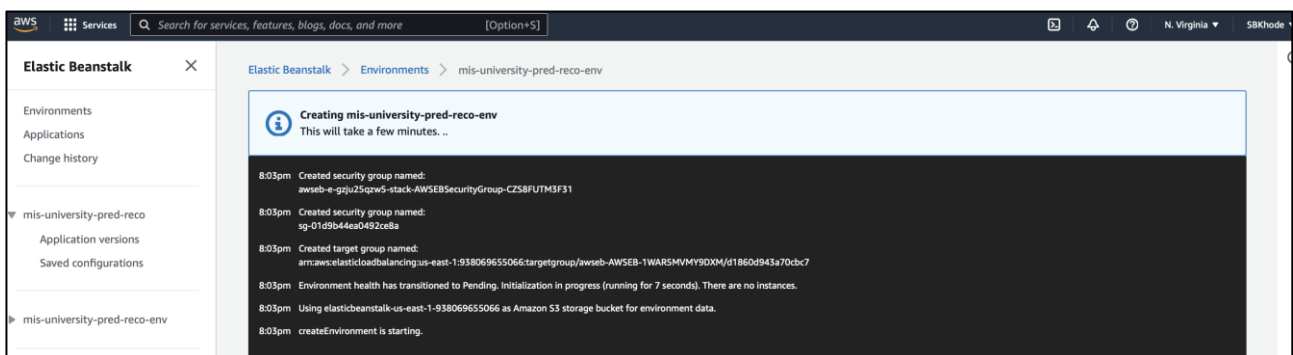 aws Services Search for services, features, blogs, docs, and more [Option+S] N. Virginia ▼ SBKhode
Elastic Beanstalk
Environments
Applications
Change history
mis-university-pred-reco
Application versions
Saved configurations
mis-university-pred-reco-env
Elastic Beanstalk > Environments > mis-university-pred-reco-env
Creating mis-university-pred-reco-env
This will take a few minutes. ..
8:03pm Created security group named:
awseb-e-gzju25qzw5-stack-AWSEBSecurityGroup-CZS8FUTM3F31
8:03pm Created security group named:
sg-01d9b44ea0492ce8a
8:03pm Created target group named:
arn:aws:elasticloadbalancing:us-east-1:938069655066:targetgroup/awseb-AWSEB-1WARSMVMY9DXM/d1860d943a70cbc7
8:03pm Environment health has transitioned to Pending. Initialization in progress (running for 7 seconds). There are no instances.
8:03pm Using elasticbeanstalk-us-east-1-938069655066 as Amazon S3 storage bucket for environment data.
8:03pm createEnvironment is starting.